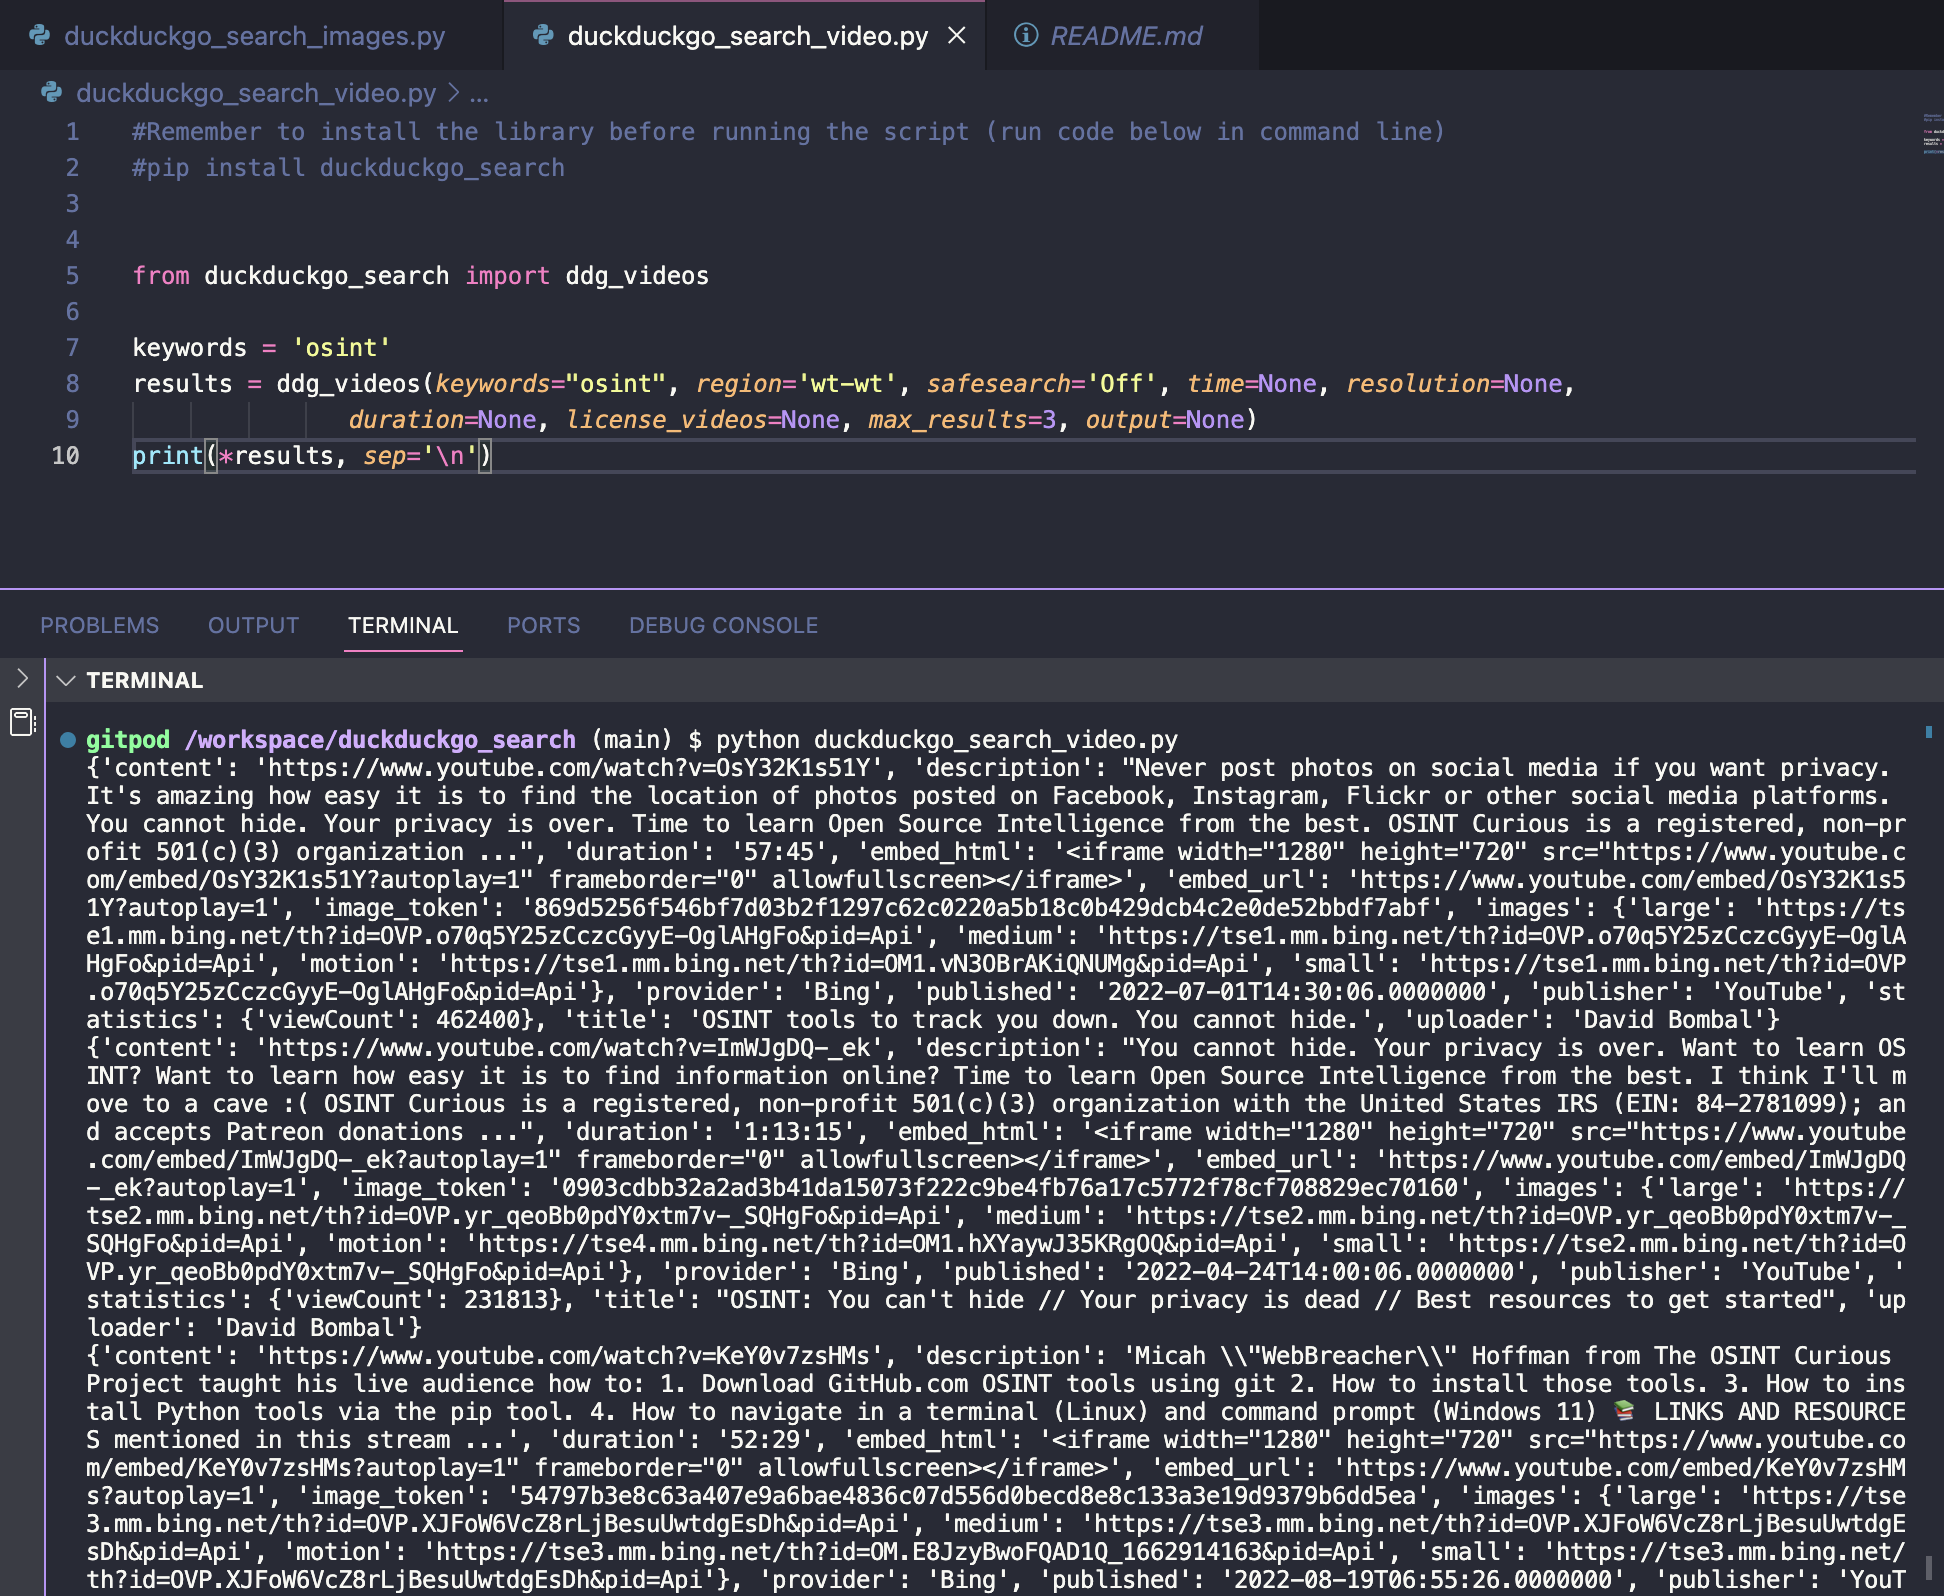 duckduckgo_search_images.py
duckduckgo_search_video.py
README.md
duckduckgo_search_video.py > ...
1 #Remember to install the library before running the script (run code below in command line)
2 #pip install duckduckgo_search
3
4
5 from duckduckgo_search import ddg_videos
6
7 keywords = 'osint'
8 results = ddg_videos(keywords="osint", region='wt-wt', safesearch='Off', time=None, resolution=None,
9 duration=None, license_videos=None, max_results=3, output=None)
10 print(*results, sep='\n')
PROBLEMS OUTPUT TERMINAL PORTS DEBUG CONSOLE
TERMINAL
gitpod /workspace/duckduckgo_search (main) $ python duckduckgo_search_video.py
{'content': 'https://www.youtube.com/watch?v=OsY32K1s51Y', 'description': "Never post photos on social media if you want privacy.
It's amazing how easy it is to find the location of photos posted on Facebook, Instagram, Flickr or other social media platforms.
You cannot hide. Your privacy is over. Time to learn Open Source Intelligence from the best. OSINT Curious is a registered, non-pr
ofit 501(c)(3) organization ...", 'duration': '57:45', 'embed_html': '<iframe width="1280" height="720" src="https://www.youtube.c
om/embed/OsY32K1s51Y?autoplay=1" frameborder="0" allowfullscreen></iframe>', 'embed_url': 'https://www.youtube.com/embed/OsY32K1s5
1Y?autoplay=1', 'image_token': '869d5256f546bf7d03b2f1297c62c0220a5b18c0b429dcb4c2e0de52bbdf7abf', 'images': {'large': 'https://ts
e1.mm.bing.net/th?id=OVP.o70q5Y25zCczcGyyE-OglAHgFo&pid=Api', 'medium': 'https://tse1.mm.bing.net/th?id=OVP.o70q5Y25zCczcGyyE-OglA
HgFo&pid=Api', 'motion': 'https://tse1.mm.bing.net/th?id=OM1.vN3OBrAKiQNUMg&pid=Api', 'small': 'https://tse1.mm.bing.net/th?id=OVP
.o70q5Y25zCczcGyyE-OglAHgFo&pid=Api'}, 'provider': 'Bing', 'published': '2022-07-01T14:30:06.0000000', 'publisher': 'YouTube', 'st
atistics': {'viewCount': 462400}, 'title': 'OSINT tools to track you down. You cannot hide.', 'uploader': 'David Bombal'}
{'content': 'https://www.youtube.com/watch?v=ImWJgDQ-_ek', 'description': "You cannot hide. Your privacy is over. Want to learn OS
INT? Want to learn how easy it is to find information online? Time to learn Open Source Intelligence from the best. I think I'll m
ove to a cave :( OSINT Curious is a registered, non-profit 501(c)(3) organization with the United States IRS (EIN: 84-2781099); an
d accepts Patreon donations ...", 'duration': '1:13:15', 'embed_html': '<iframe width="1280" height="720" src="https://www.youtube
.com/embed/ImWJgDQ-_ek?autoplay=1" frameborder="0" allowfullscreen></iframe>', 'embed_url': 'https://www.youtube.com/embed/ImWJgDQ
-_ek?autoplay=1', 'image_token': '0903cdbb32a2ad3b41da15073f222c9be4fb76a17c5772f78cf708829ec70160', 'images': {'large': 'https://
tse2.mm.bing.net/th?id=OVP.yr_qeoBb0pdY0xtm7v-_SQHgFo&pid=Api', 'medium': 'https://tse2.mm.bing.net/th?id=OVP.yr_qeoBb0pdY0xtm7v-_
SQHgFo&pid=Api', 'motion': 'https://tse4.mm.bing.net/th?id=OM1.hXYaywJ35KRgOQ&pid=Api', 'small': 'https://tse2.mm.bing.net/th?id=O
VP.yr_qeoBb0pdY0xtm7v-_SQHgFo&pid=Api'}, 'provider': 'Bing', 'published': '2022-04-24T14:00:06.0000000', 'publisher': 'YouTube', '
statistics': {'viewCount': 231813}, 'title': "OSINT: You can't hide // Your privacy is dead // Best resources to get started", 'up
loader': 'David Bombal'}
{'content': 'https://www.youtube.com/watch?v=KeY0v7zsHMs', 'description': 'Micah \\"WebBreacher\\" Hoffman from The OSINT Curious
Project taught his live audience how to: 1. Download GitHub.com OSINT tools using git 2. How to install those tools. 3. How to ins
tall Python tools via the pip tool. 4. How to navigate in a terminal (Linux) and command prompt (Windows 11) 📚 LINKS AND RESOURCE
S mentioned in this stream ...', 'duration': '52:29', 'embed_html': '<iframe width="1280" height="720" src="https://www.youtube.co
m/embed/KeY0v7zsHMs?autoplay=1" frameborder="0" allowfullscreen></iframe>', 'embed_url': 'https://www.youtube.com/embed/KeY0v7zsHM
s?autoplay=1', 'image_token': '54797b3e8c63a407e9a6bae4836c07d556d0becd8e8c133a3e19d9379b6dd5ea', 'images': {'large': 'https://tse
3.mm.bing.net/th?id=OVP.XJFoW6VcZ8rLjBesuUwtdgEsDh&pid=Api', 'medium': 'https://tse3.mm.bing.net/th?id=OVP.XJFoW6VcZ8rLjBesuUwtdgE
sDh&pid=Api', 'motion': 'https://tse3.mm.bing.net/th?id=OM.E8JzyBwoFQAD1Q_1662914163&pid=Api', 'small': 'https://tse3.mm.bing.net/
th?id=OVP.XJFoW6VcZ8rLjBesuUwtdgEsDh&pid=Api'}, 'provider': 'Bing', 'published': '2022-08-19T06:55:26.0000000', 'publisher': 'YouT